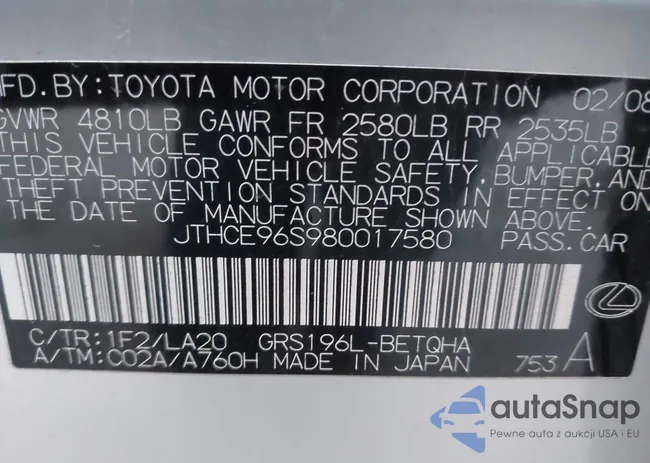 MFD.BY:TOYOTA MOTOR CORPORATION 02/08
GVWR 4810LB GAWR FR 2580LB RR 2535LB
THIS VEHICLE CONFORMS TO ALL APPLICABLE
FEDERAL MOTOR VEHICLE SAFETY,BUMPER,AND
THEFT PREVENTION STANDARDS IN EFFECT ON
THE DATE OF MANUFACTURE SHOWN ABOVE.
JTHCE96S980017580 PASS.CAR
C/TR:1F2/LA20 GRS196L-BETQHA
A/TM:C02A/A760H MADE IN JAPAN 753 A
autaSnap
Pewne auta z aukcji USA i EU